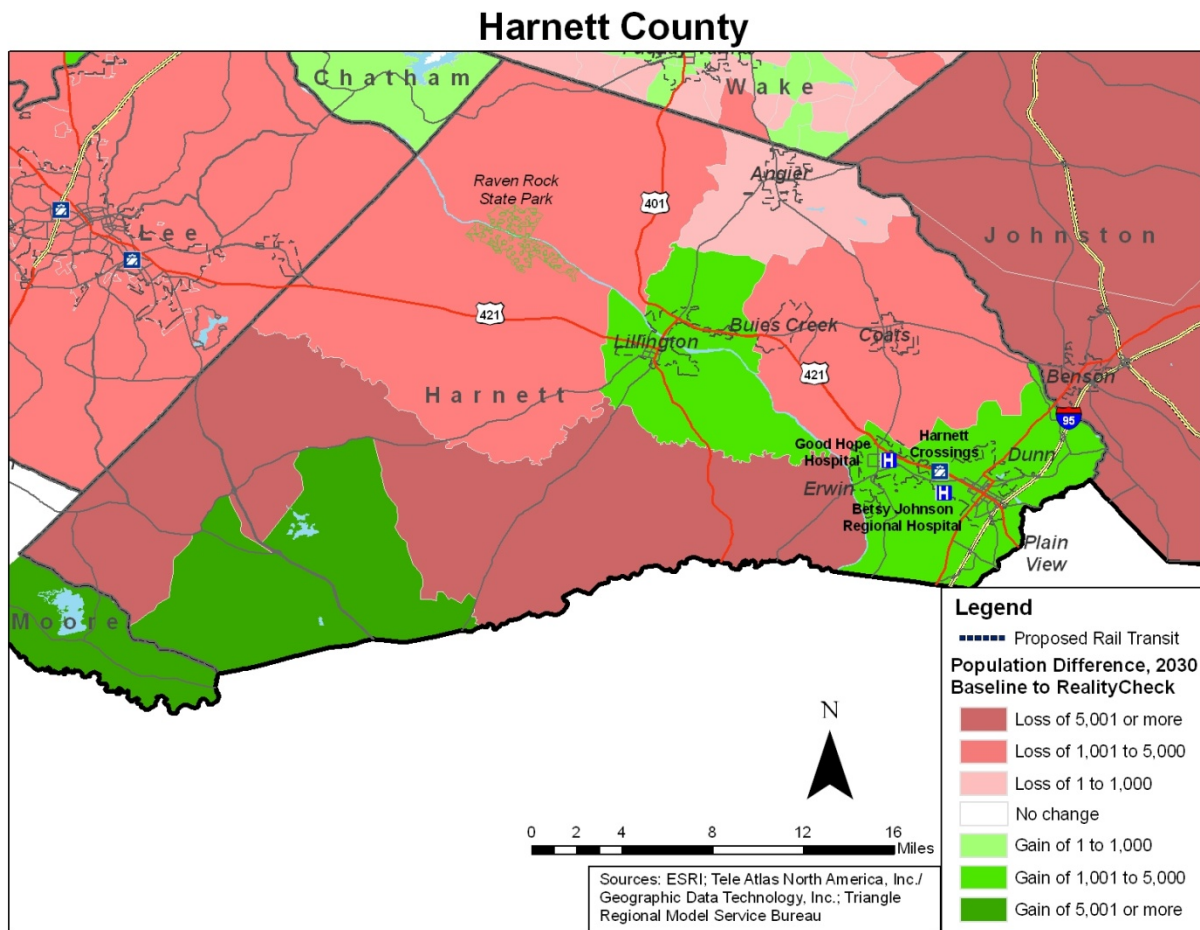 Harnett County
Chatham
Wake
Angier
Raven Rock
State Park
401
Lee
Johnston
421
Lillington
Buies Creek
Coats
421
Benson
95
Harnett
Good Hope
Hospital
H
Harnett
Crossings
Dunn
Erwin
H
Betsy Johnson
Regional Hospital
Plain
View
Moore
Legend
Proposed Rail Transit
Population Difference, 2030
Baseline to RealityCheck
Loss of 5,001 or more
Loss of 1,001 to 5,000
Loss of 1 to 1,000
No change
Gain of 1 to 1,000
Gain of 1,001 to 5,000
Gain of 5,001 or more
N
0 2 4 8 12 16
Miles
Sources: ESRI; Tele Atlas North America, Inc./
Geographic Data Technology, Inc.; Triangle
Regional Model Service Bureau